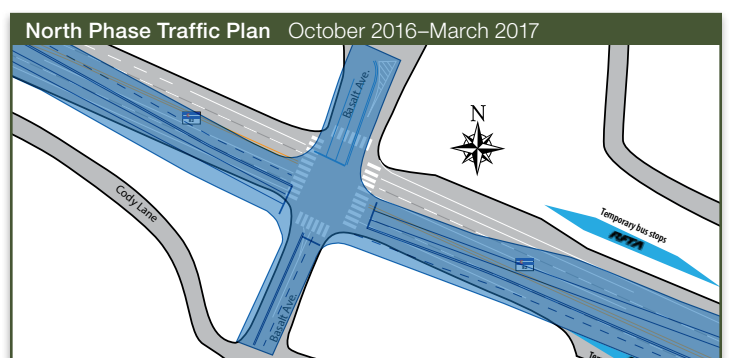 North Phase Traffic Plan October 2016–March 2017
Basalt Ave.
N
Cody Lane
Temporary bus stops
RFTA
Basalt Ave.